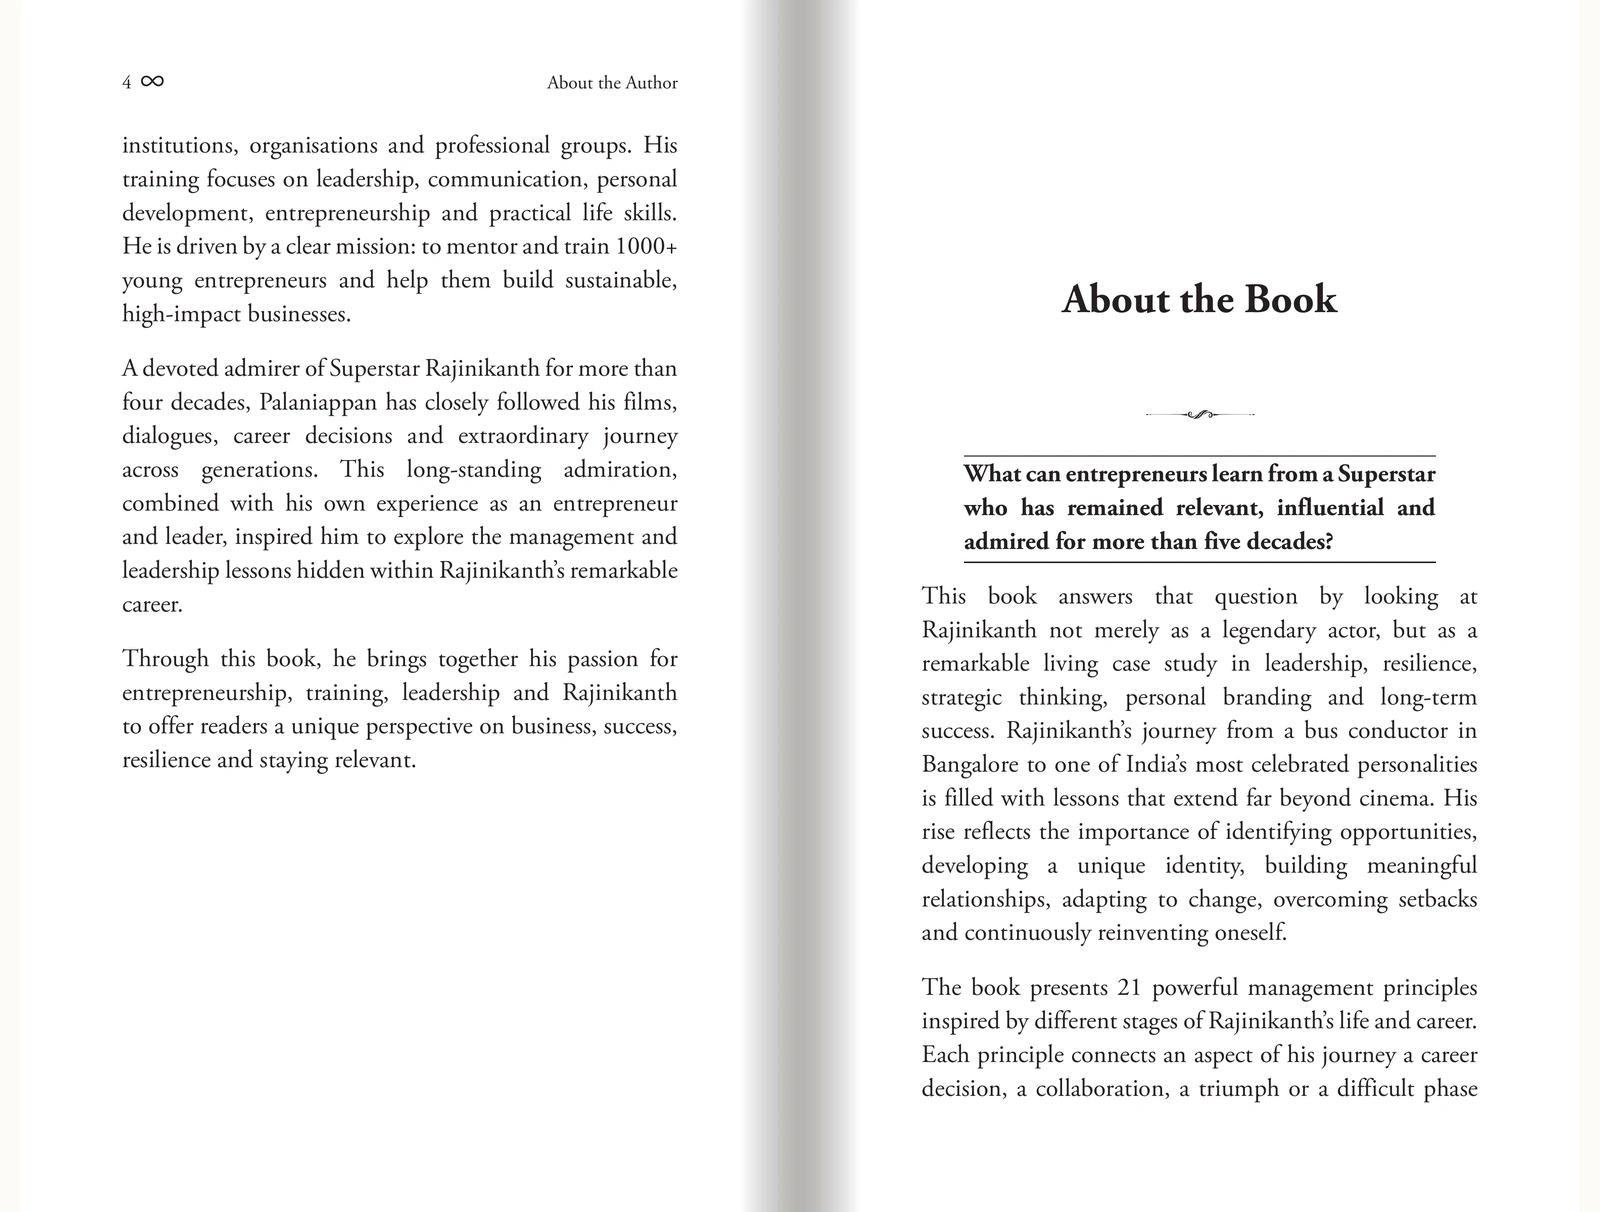 4 ∞ About the Author
institutions, organisations and professional groups. His
training focuses on leadership, communication, personal
development, entrepreneurship and practical life skills.
He is driven by a clear mission: to mentor and train 1000+
young entrepreneurs and help them build sustainable,
high-impact businesses.
A devoted admirer of Superstar Rajinikanth for more than
four decades, Palaniappan has closely followed his films,
dialogues, career decisions and extraordinary journey
across generations. This long-standing admiration,
combined with his own experience as an entrepreneur
and leader, inspired him to explore the management and
leadership lessons hidden within Rajinikanth’s remarkable
career.
Through this book, he brings together his passion for
entrepreneurship, training, leadership and Rajinikanth
to offer readers a unique perspective on business, success,
resilience and staying relevant.
About the Book
What can entrepreneurs learn from a Superstar
who has remained relevant, influential and
admired for more than five decades?
This book answers that question by looking at
Rajinikanth not merely as a legendary actor, but as a
remarkable living case study in leadership, resilience,
strategic thinking, personal branding and long-term
success. Rajinikanth’s journey from a bus conductor in
Bangalore to one of India’s most celebrated personalities
is filled with lessons that extend far beyond cinema. His
rise reflects the importance of identifying opportunities,
developing a unique identity, building meaningful
relationships, adapting to change, overcoming setbacks
and continuously reinventing oneself.
The book presents 21 powerful management principles
inspired by different stages of Rajinikanth’s life and career.
Each principle connects an aspect of his journey a career
decision, a collaboration, a triumph or a difficult phase